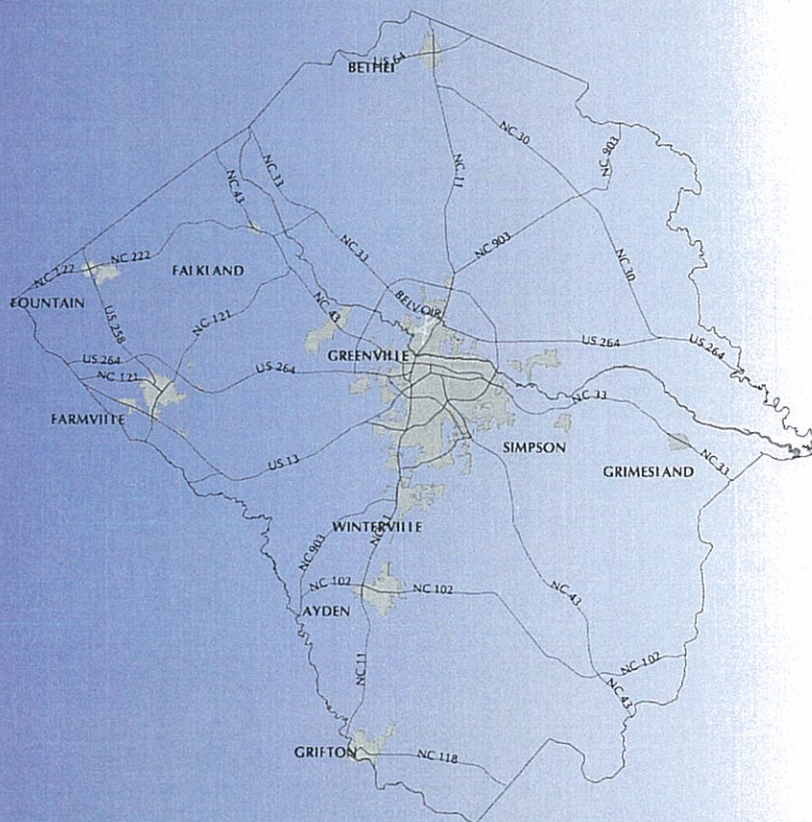 BETHEL
US 64
NC 30
NC 903
NC 33
NC 11
NC 43
NC 903
NC 33
NC 222
NC 122
FALKLAND
NC 30
FOUNTAIN
BELVOIR
NC 43
US 258
NC 121
US 264
US 264
GREENVILLE
US 264
US 264
NC 121
NC 33
FARMVILLE
SIMPSON
US 13
GRIMESLAND
NC 33
WINTERVILLE
NC 903
NC 102
NC 102
NC 43
AYDEN
NC 11
NC 102
NC 43
GRIFTON
NC 118